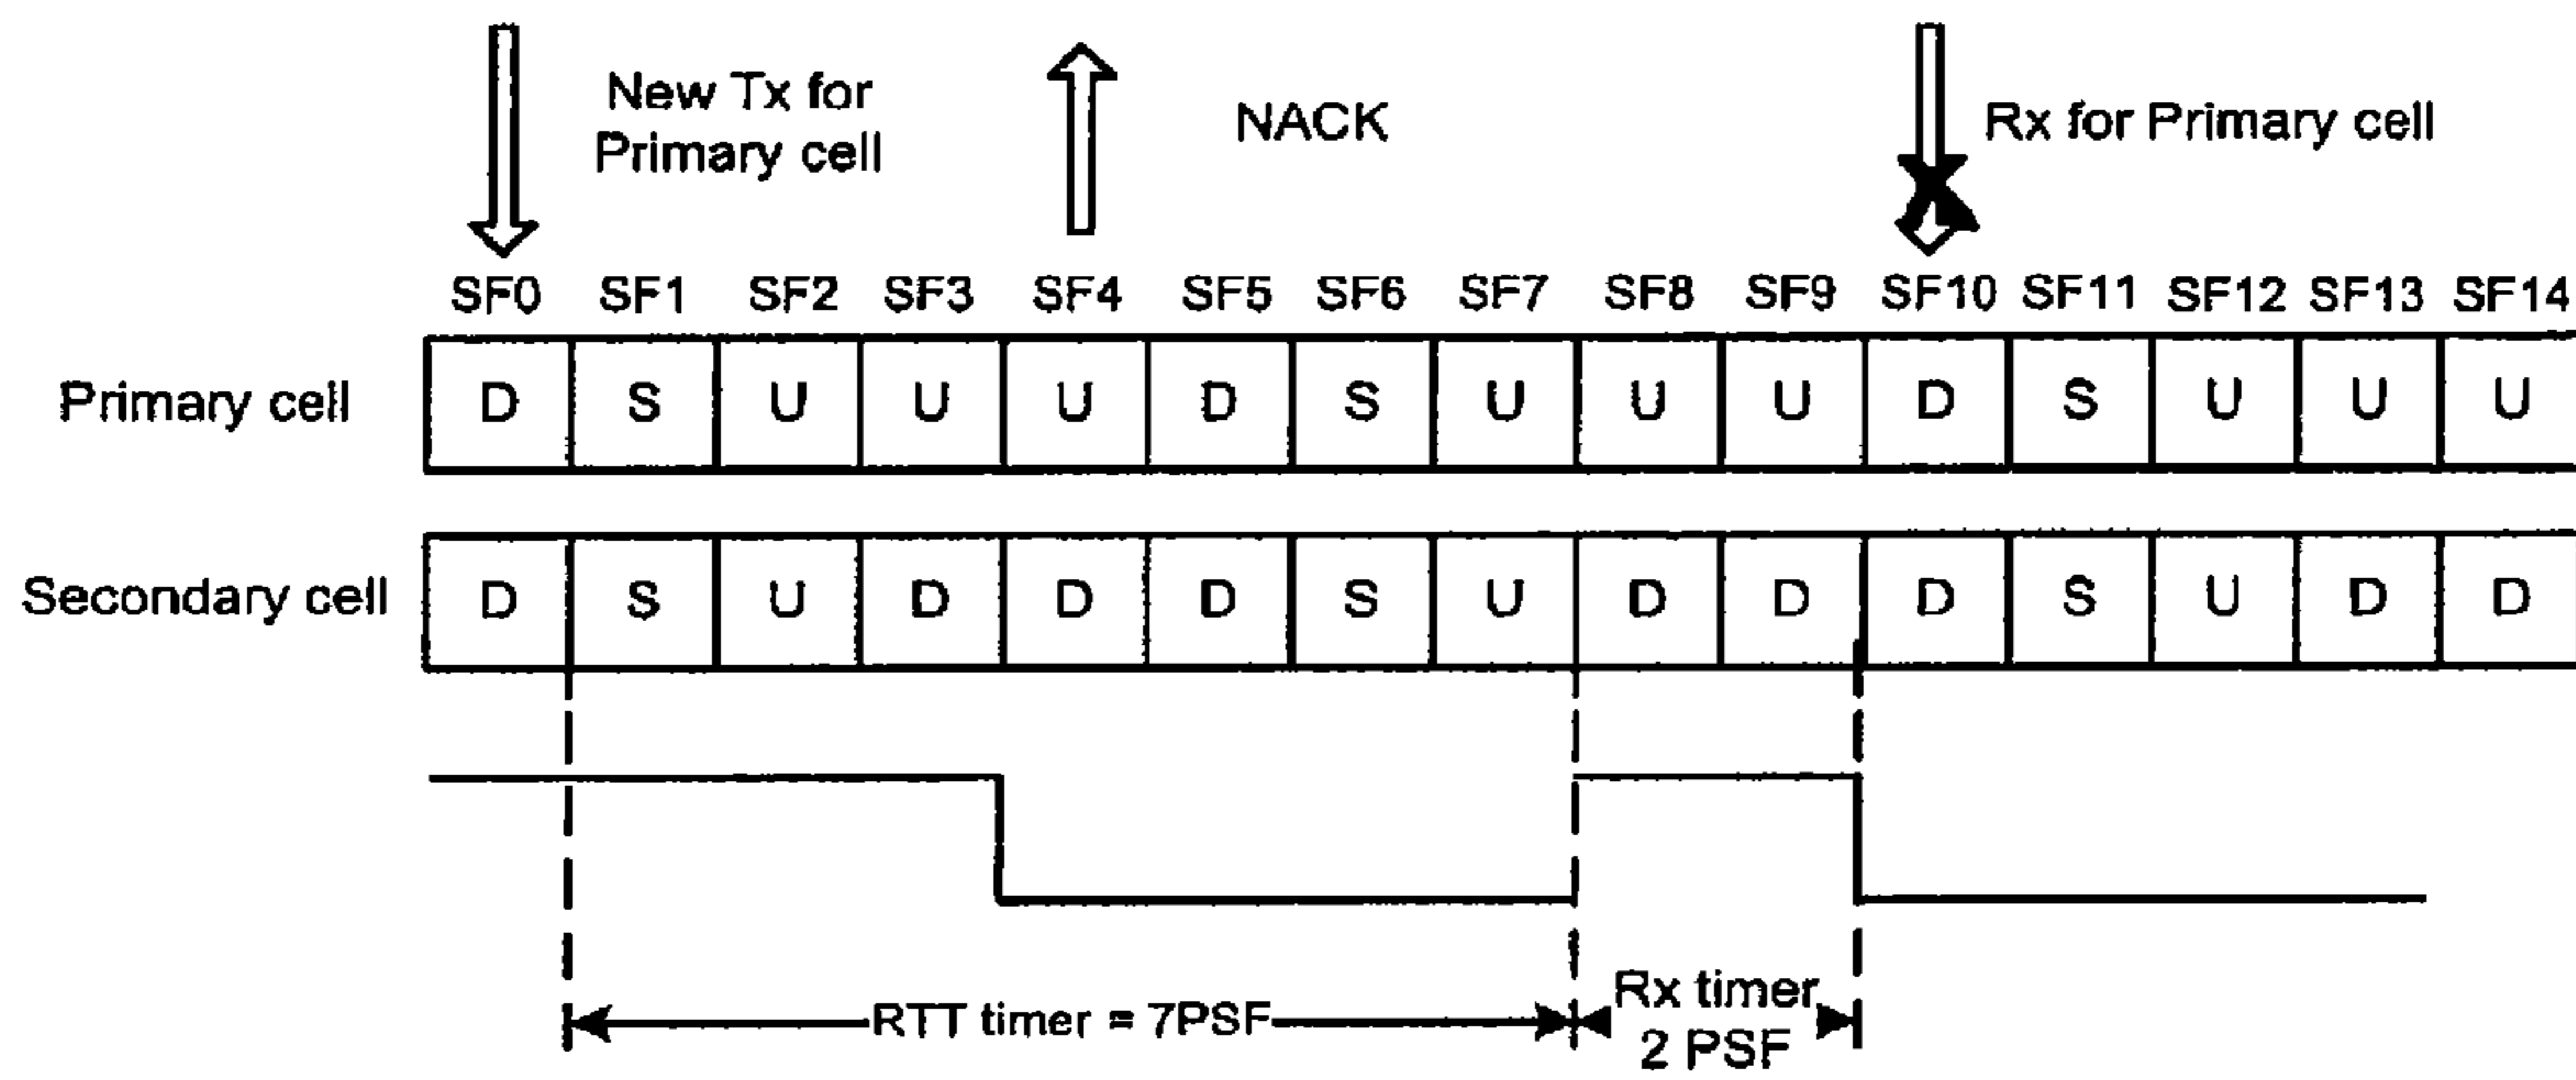 New Tx for
Primary cell
NACK
Rx for Primary cell
SF0 SF1 SF2 SF3 SF4 SF5 SF6 SF7 SF8 SF9 SF10 SF11 SF12 SF13 SF14
Primary cell D S U U U D S U U U D S U U U
Secondary cell D S U D D D S U D D D S U D D
RTT timer = 7PSF
Rx timer
2 PSF